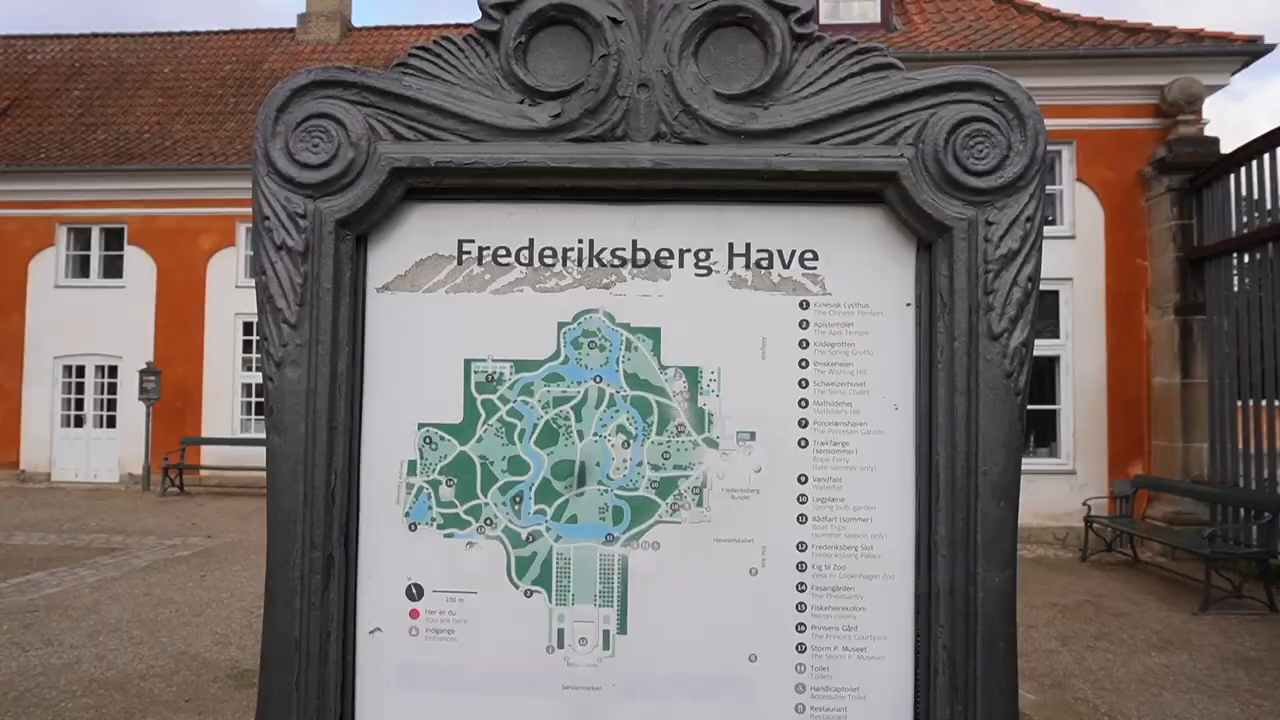 Frederiksberg Have
1 Kinesisk Lysthus
The Chinese Pavilion
2 Apistemplet
The Apis Temple
3 Kildegrotten
The Spring Grotto
4 Ønskehøjen
The Wishing Hill
5 Schweizerhuset
The Swiss Chalet
6 Mathildehøj
Mathilde's Hill
7 Porcelænshaven
The Porcelain Garden
8 Trækfærge
(sensommer)
Rope Ferry
(late summer only)
9 Vandfald
Waterfall
10 Løgplæne
Spring bulb garden
11 Bådfart (sommer)
Boat Trips
(summer season only)
12 Frederiksberg Slot
Frederiksberg Palace
13 Kig til Zoo
View to Copenhagen Zoo
14 Fasangården
The Pheasantry
15 Fiskehejrekoloni
Heron colony
16 Prinsens Gård
The Prince's Courtyard
17 Storm P. Museet
The Storm P. Museum
Toilet
Toilets
Handicaptoilet
Accessible Toilet
Restaurant
Restaurant
Frederiksberg
Rundel
Haveselskabet
N
100 m
Her er du
You are here
Indgange
Entrances
Søndermarken